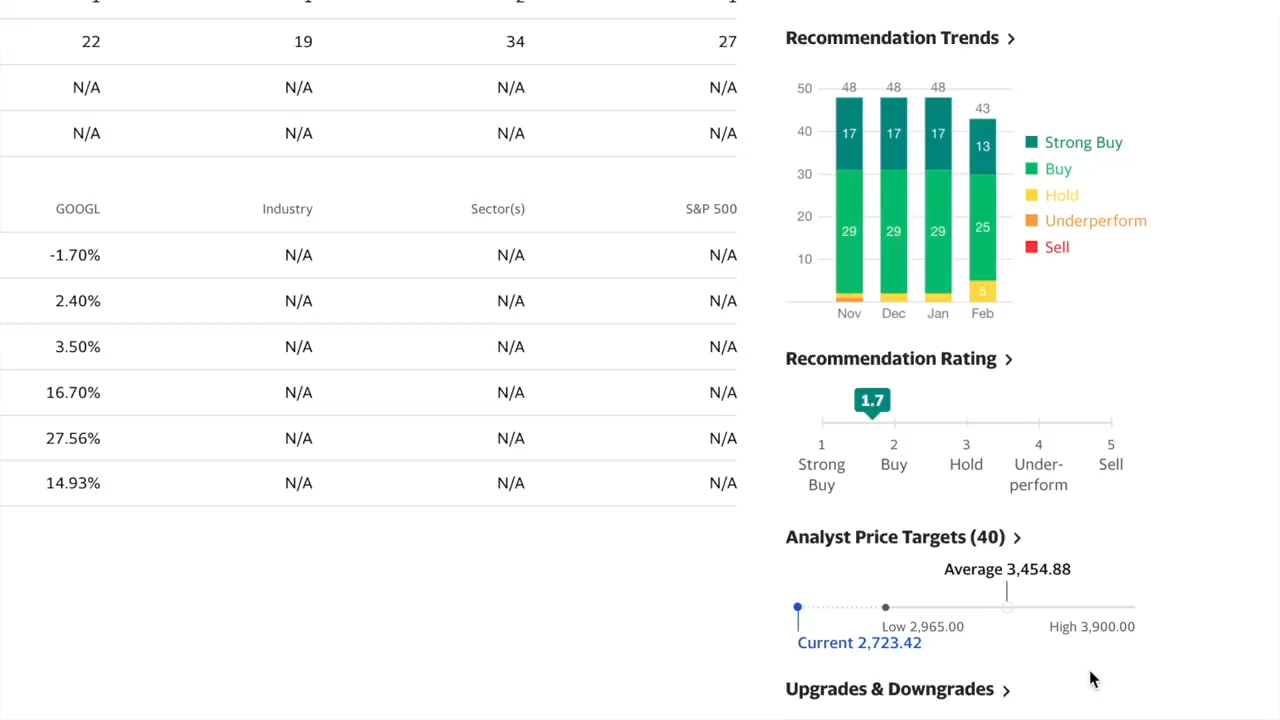 22 19 34 27
N/A N/A N/A N/A
N/A N/A N/A N/A
GOOGL Industry Sector(s) S&P 500
-1.70% N/A N/A N/A
2.40% N/A N/A N/A
3.50% N/A N/A N/A
16.70% N/A N/A N/A
27.56% N/A N/A N/A
14.93% N/A N/A N/A
Recommendation Trends >
50 48 48 48
43
40 17 17 17 13
30
20 29 29 29 25
10
5
Nov Dec Jan Feb
Strong Buy
Buy
Hold
Underperform
Sell
Recommendation Rating >
1.7
1 2 3 4 5
Strong Buy Hold Under- Sell
Buy perform
Analyst Price Targets (40) >
Average 3,454.88
Low 2,965.00 High 3,900.00
Current 2,723.42
Upgrades & Downgrades >